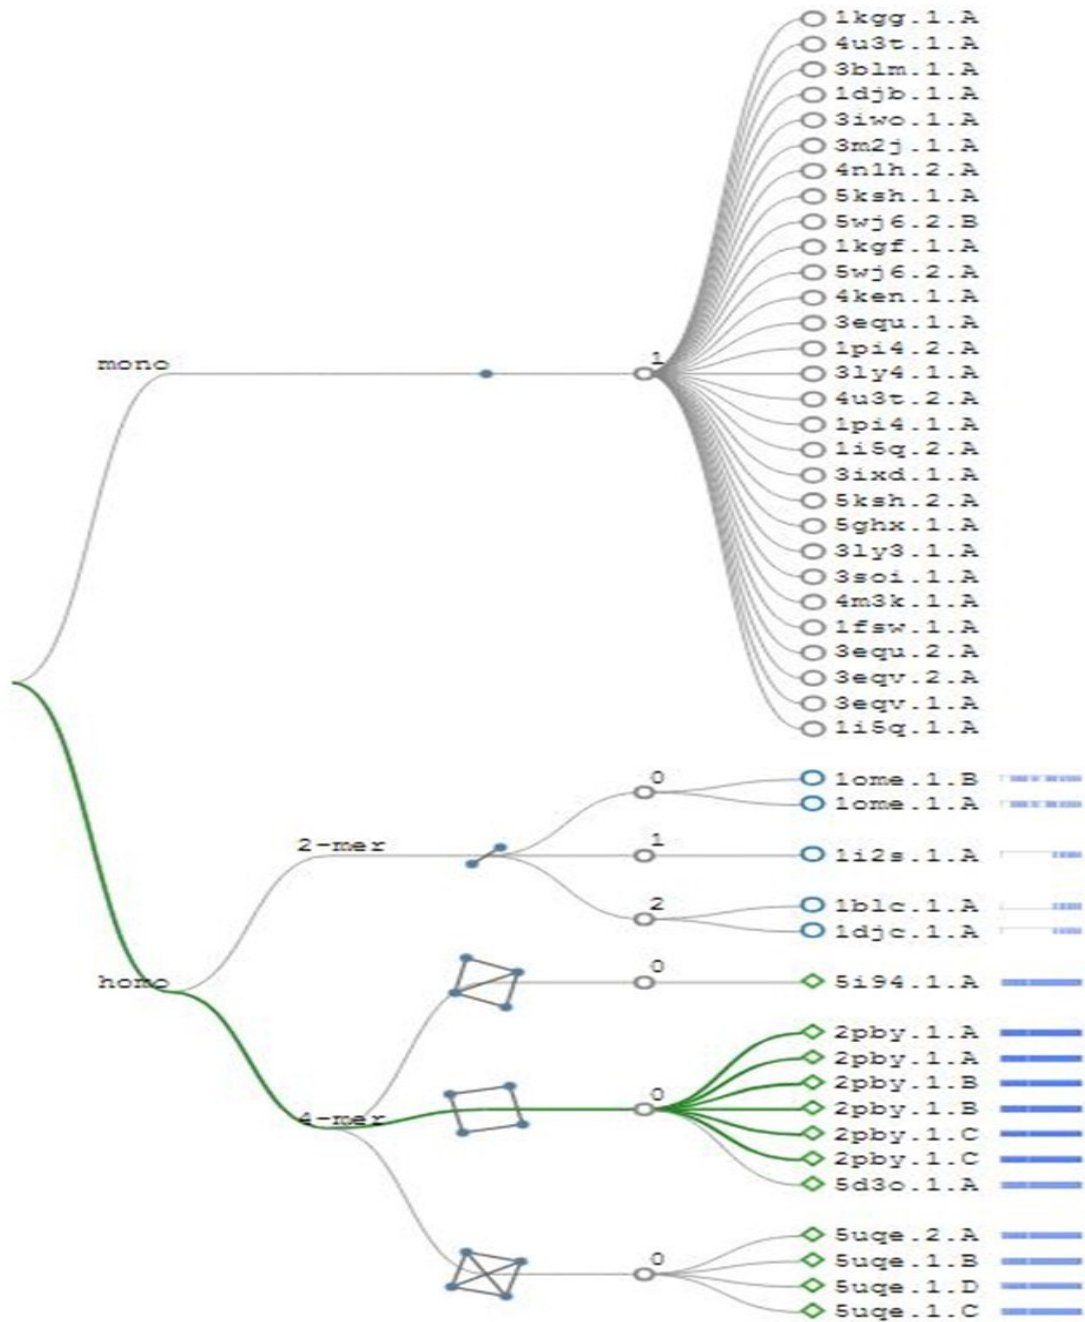 1kgg.1.A
4u3t.1.A
3blm.1.A
1djb.1.A
3iwo.1.A
3m2j.1.A
4n1h.2.A
5ksh.1.A
5wj6.2.B
1kgf.1.A
5wj6.2.A
4ken.1.A
3equ.1.A
1pi4.2.A
mono
1
3ly4.1.A
4u3t.2.A
1pi4.1.A
1i5q.2.A
3ixd.1.A
5ksh.2.A
5ghx.1.A
3ly3.1.A
3soi.1.A
4m3k.1.A
1fsw.1.A
3equ.2.A
3eqv.2.A
3eqv.1.A
1i5q.1.A
0
1ome.1.B
1ome.1.A
2-mer
1
1i2s.1.A
2
1blc.1.A
1djc.1.A
homo
0
5i94.1.A
2pby.1.A
2pby.1.A
2pby.1.B
4-mer
0
2pby.1.B
2pby.1.C
2pby.1.C
5d3o.1.A
5uqe.2.A
0
5uqe.1.B
5uqe.1.D
5uqe.1.C